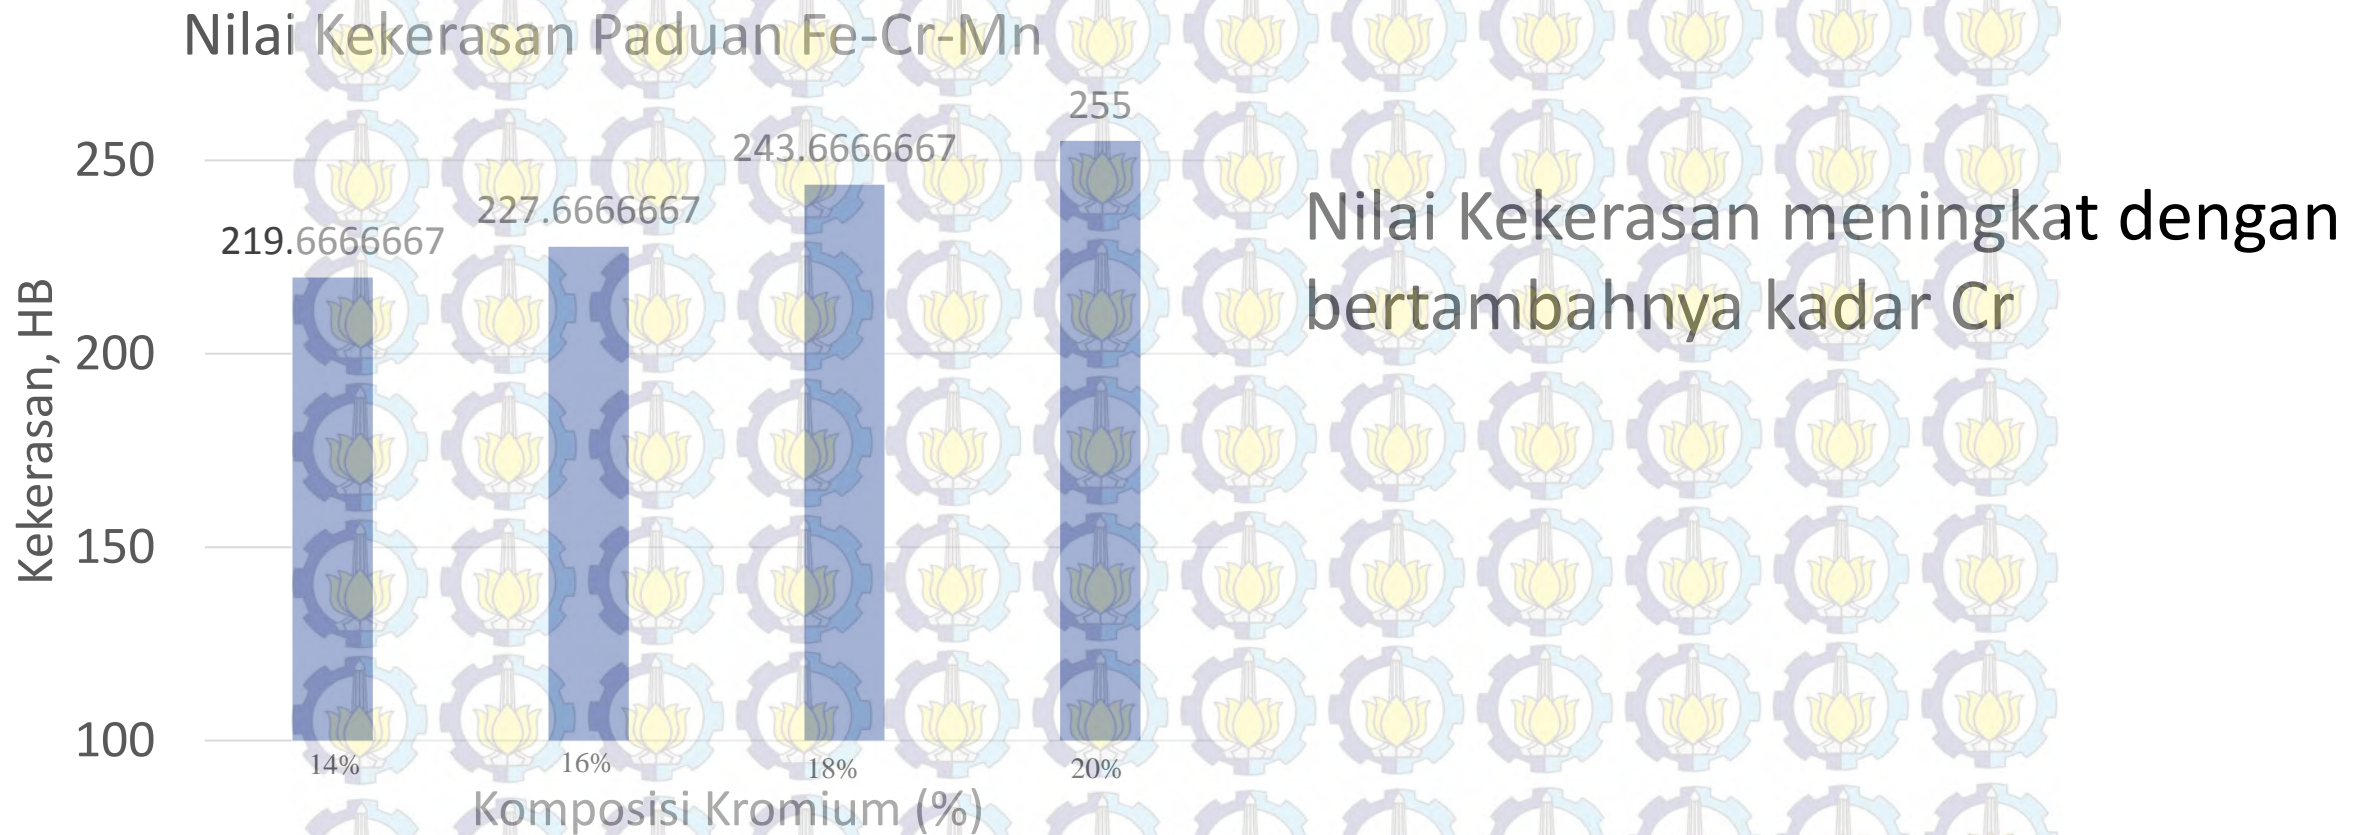 Nilai Kekerasan Paduan Fe-Cr-Mn
255
250
243.6666667
227.6666667
219.6666667
Nilai Kekerasan meningkat dengan
bertambahnya kadar Cr
Kekerasan, HB
200
150
100
14%
16%
18%
20%
Komposisi Kromium (%)